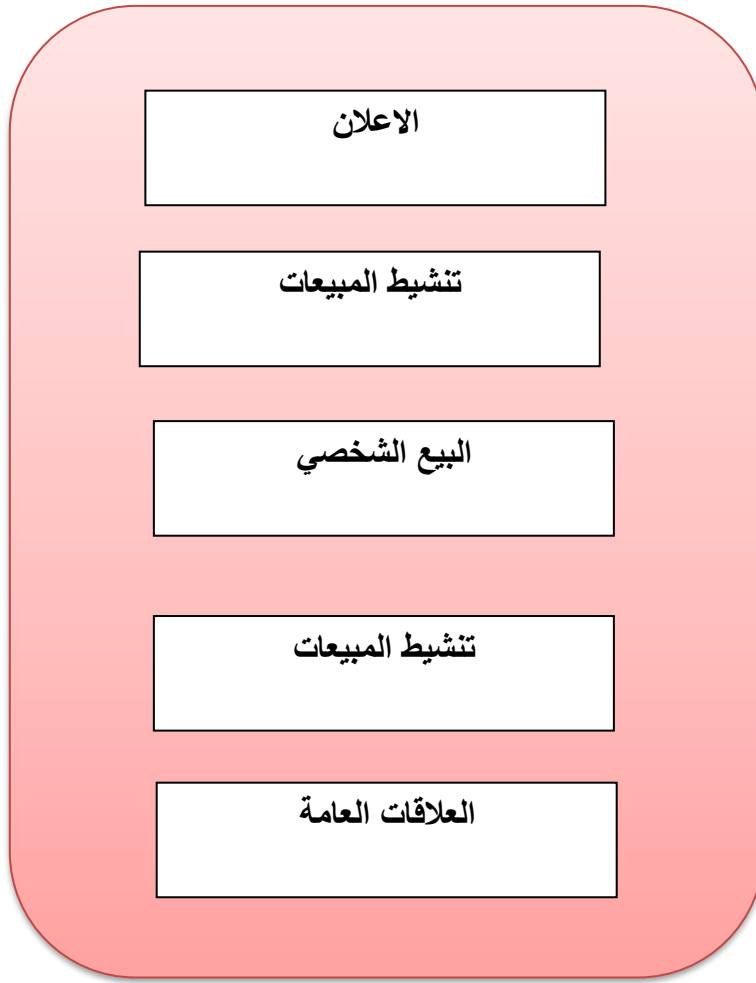 الاعلان
تنشيط المبيعات
البيع الشخصي
تنشيط المبيعات
العلاقات العامة